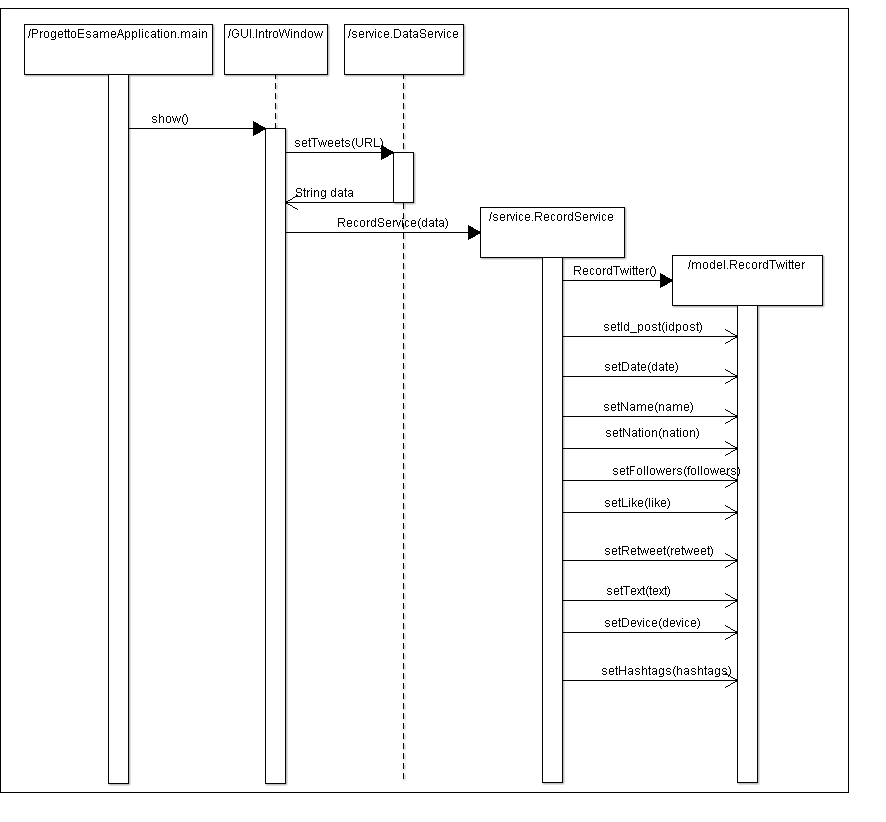 /ProgettoEsameApplication.main
/GUI.IntroWindow
/service.DataService
show()
setTweets(URL)
String data
RecordService(data)
/service.RecordService
RecordTwitter()
/model.RecordTwitter
setId_post(idpost)
setDate(date)
setName(name)
setNation(nation)
setFollowers(followers)
setLike(like)
setRetweet(retweet)
setText(text)
setDevice(device)
setHashtags(hashtags)